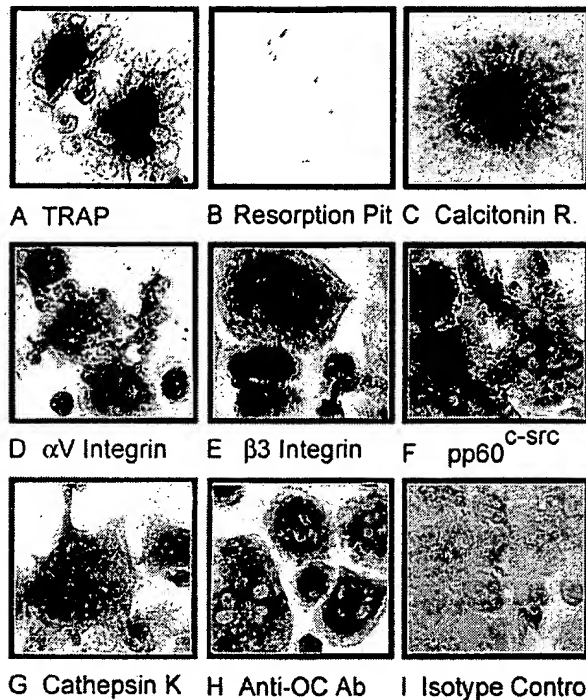 A TRAP B Resorption Pit C Calcitonin R.
D αV Integrin E β3 Integrin F pp60c-src
G Cathepsin K H Anti-OC Ab I Isotype Contro